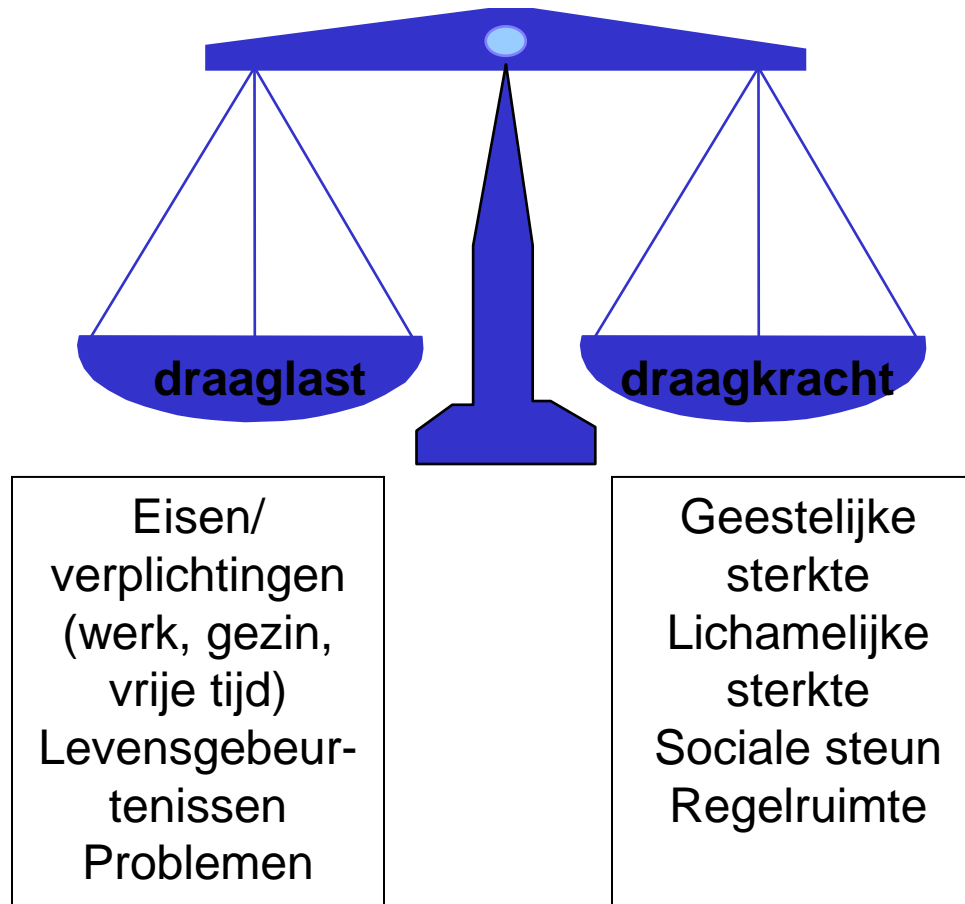 draaglast
draagkracht
Eisen/
verplichtingen
(werk, gezin,
vrije tijd)
Levensgebeur-
tenissen
Problemen
Geestelijke
sterkte
Lichamelijke
sterkte
Sociale steun
Regelruimte